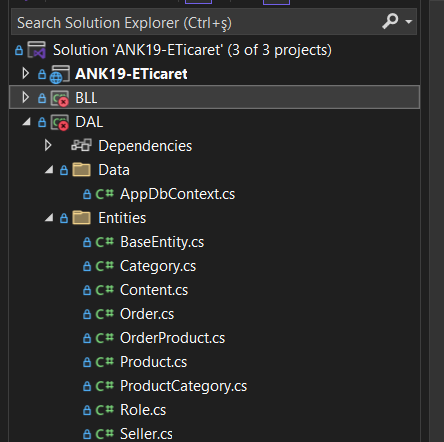 Search Solution Explorer (Ctrl+ş)
Solution 'ANK19-ETicaret' (3 of 3 projects)
ANK19-ETicaret
BLL
DAL
Dependencies
Data
C# AppDbContext.cs
Entities
C# BaseEntity.cs
C# Category.cs
C# Content.cs
C# Order.cs
C# OrderProduct.cs
C# Product.cs
C# ProductCategory.cs
C# Role.cs
C# Seller.cs